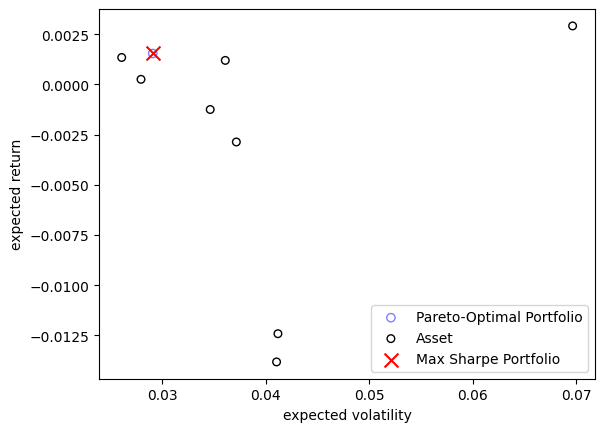 0.0025
0.0000
−0.0025
−0.0050
−0.0075
−0.0100
−0.0125
expected return
Pareto-Optimal Portfolio
Asset
Max Sharpe Portfolio
0.03 0.04 0.05 0.06 0.07
expected volatility